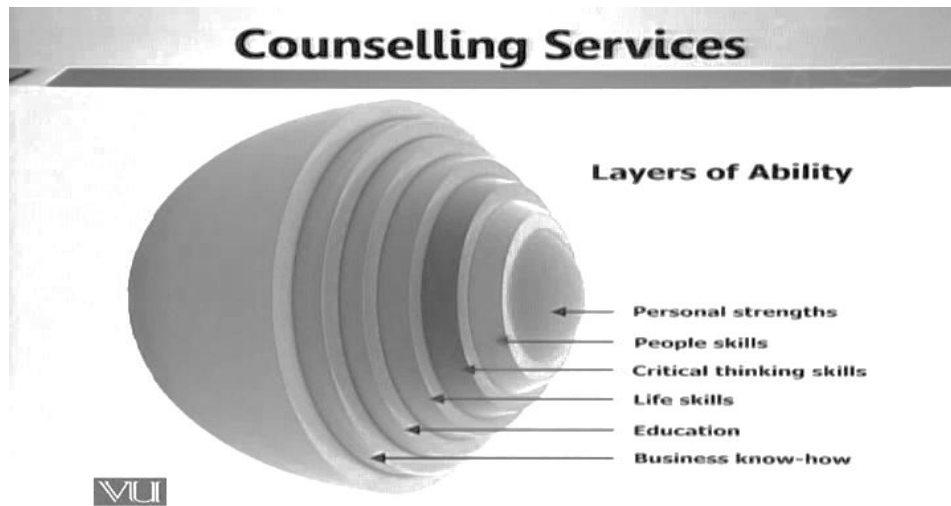 Counselling Services
Layers of Ability
Personal strengths
People skills
Critical thinking skills
Life skills
Education
Business know-how
VU